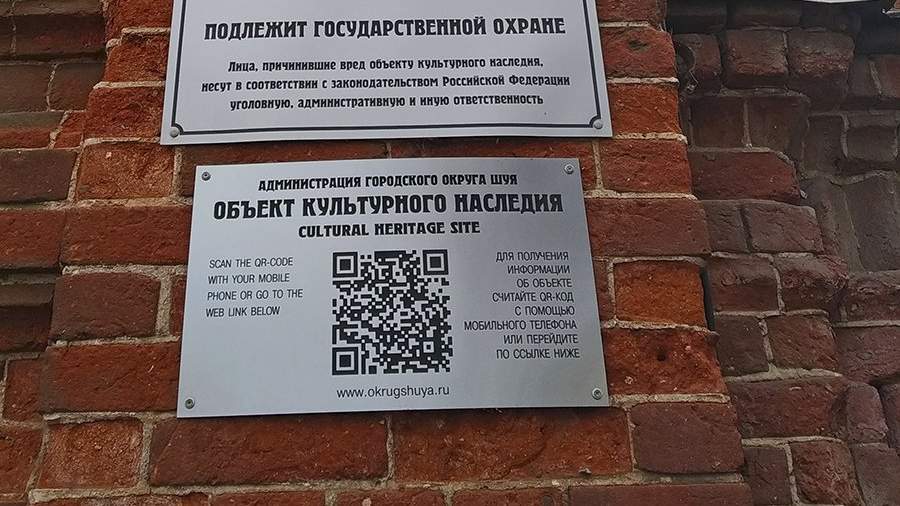 ПОДЛЕЖИТ ГОСУДАРСТВЕННОЙ ОХРАНЕ
Лица, причинившие вред объекту культурного наследия,
несут в соответствии с законодательством Российской Федерации
уголовную, административную и иную ответственность
АДМИНИСТРАЦИЯ ГОРОДСКОГО ОКРУГА ШУЯ
ОБЪЕКТ КУЛЬТУРНОГО НАСЛЕДИЯ
CULTURAL HERITAGE SITE
SCAN THE QR-CODE
WITH YOUR MOBILE
PHONE OR GO TO THE
WEB LINK BELOW
ДЛЯ ПОЛУЧЕНИЯ
ИНФОРМАЦИИ
ОБ ОБЪЕКТЕ
СЧИТАЙТЕ QR-КОД
С ПОМОЩЬЮ
МОБИЛЬНОГО ТЕЛЕФОНА
ИЛИ ПЕРЕЙДИТЕ
ПО ССЫЛКЕ НИЖЕ
www.okrugshuya.ru